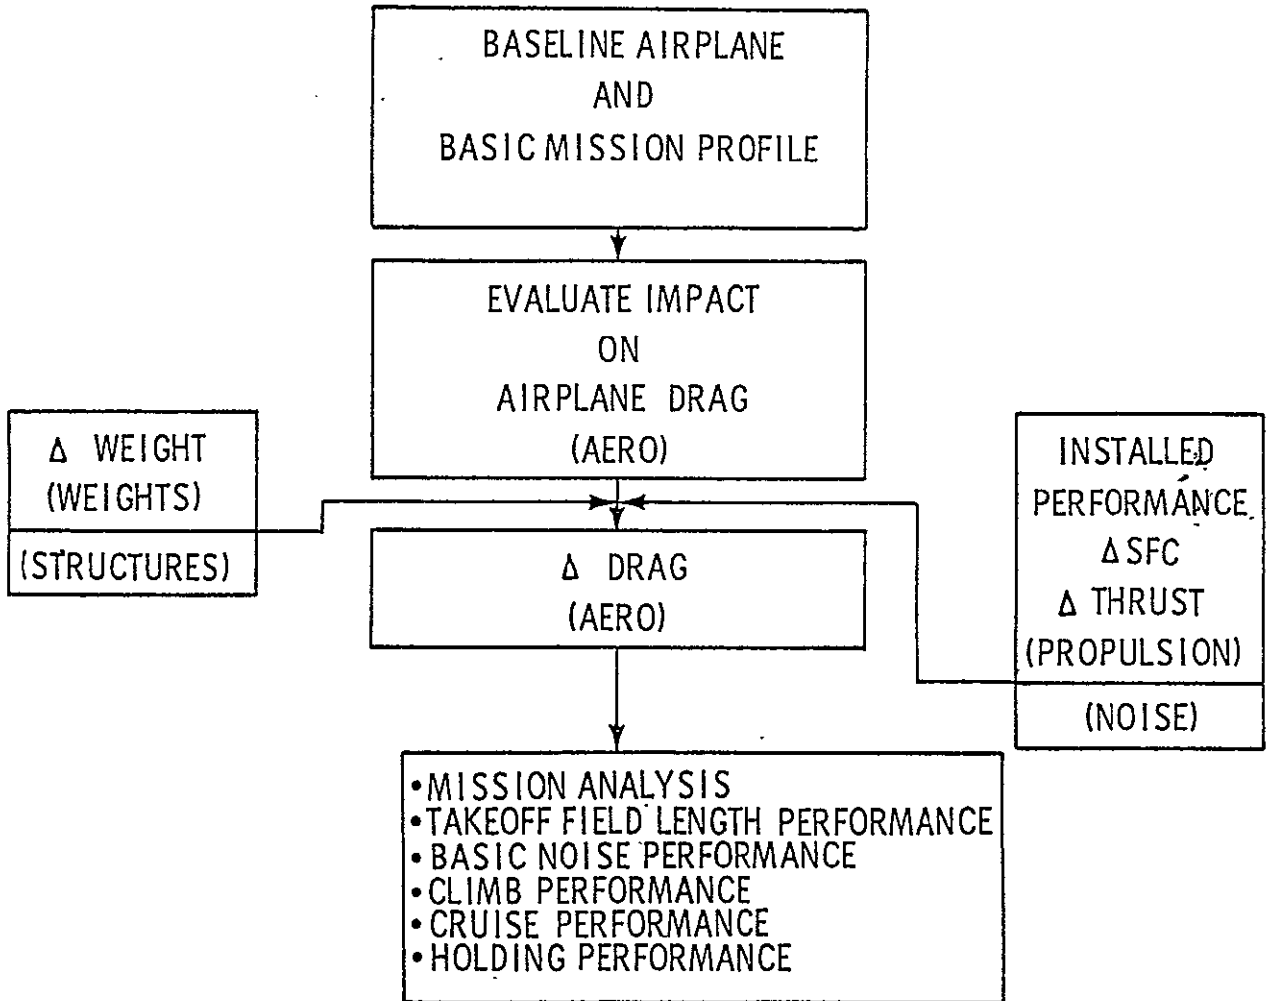 BASELINE AIRPLANE
AND
BASIC MISSION PROFILE
EVALUATE IMPACT
ON
AIRPLANE DRAG
(AERO)
Δ WEIGHT
(WEIGHTS)
(STRUCTURES)
INSTALLED
PERFORMANCE
Δ SFC
Δ THRUST
(PROPULSION)
(NOISE)
Δ DRAG
(AERO)
•MISSION ANALYSIS
•TAKEOFF FIELD LENGTH PERFORMANCE
•BASIC NOISE PERFORMANCE
•CLIMB PERFORMANCE
•CRUISE PERFORMANCE
•HOLDING PERFORMANCE